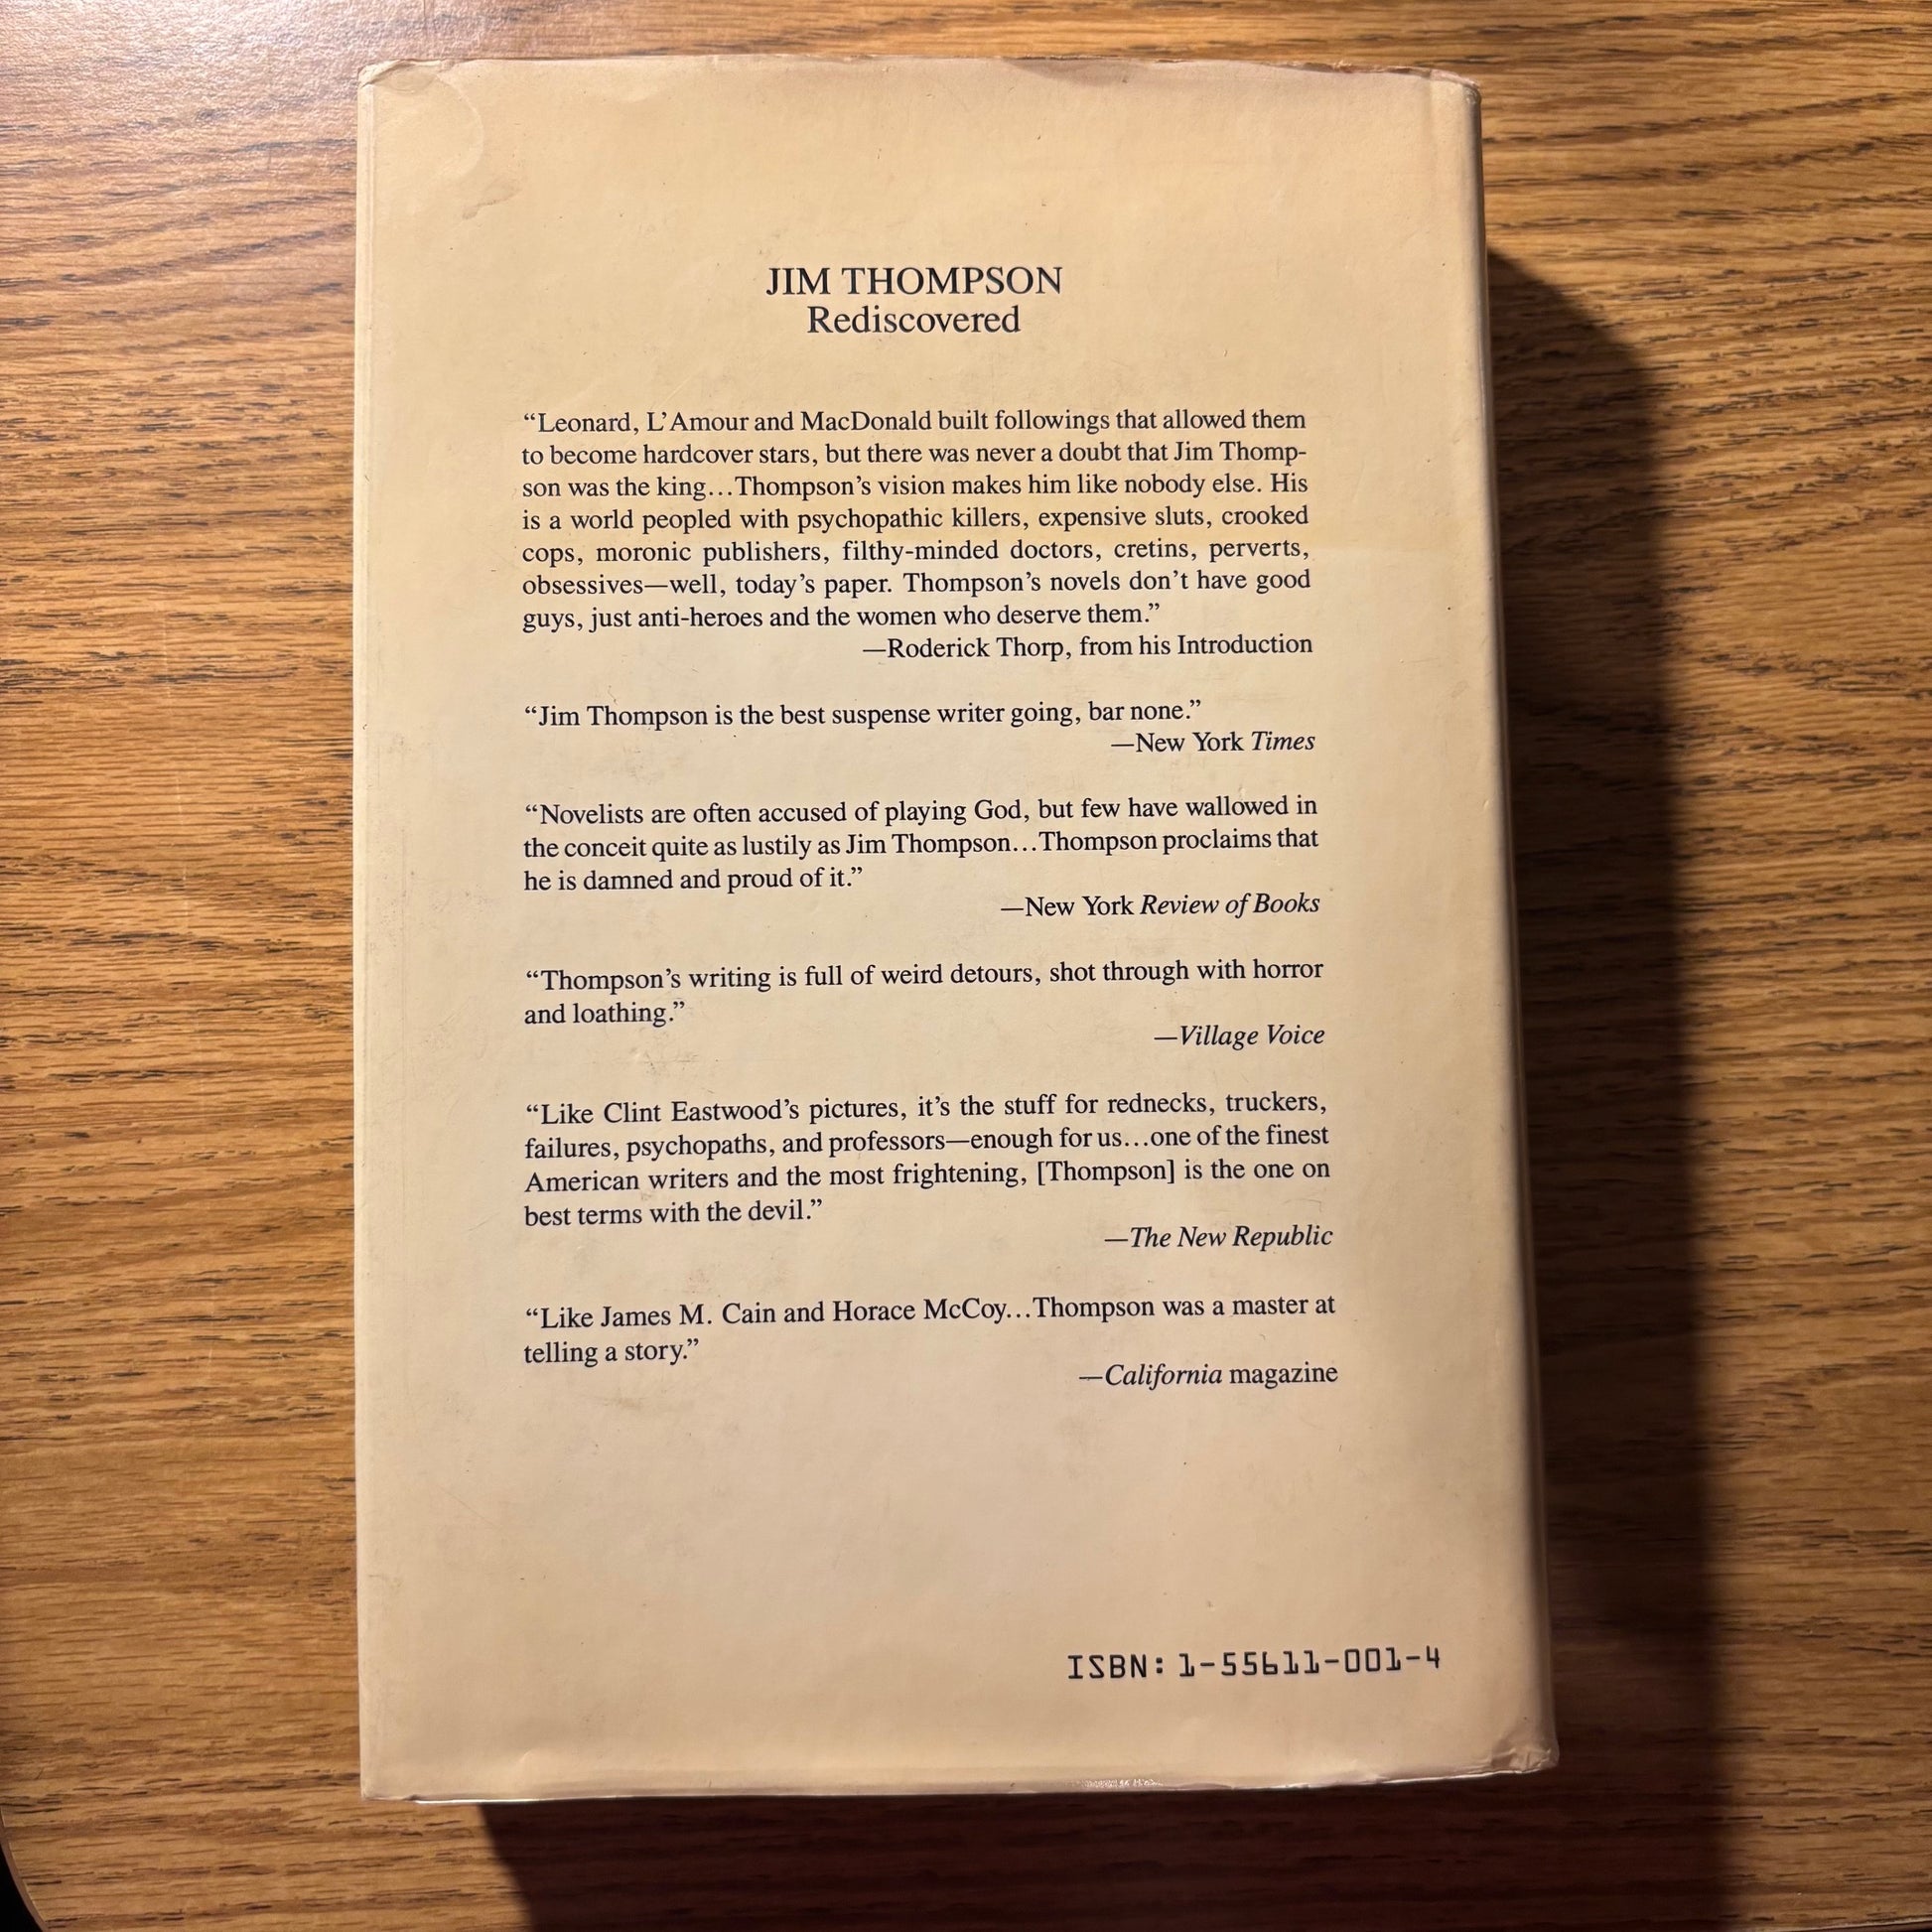 JIM THOMPSON
Rediscovered
“Leonard, L’Amour and MacDonald built followings that allowed them
to become hardcover stars, but there was never a doubt that Jim Thomp-
son was the king...Thompson’s vision makes him like nobody else. His
is a world peopled with psychopathic killers, expensive sluts, crooked
cops, moronic publishers, filthy-minded doctors, cretins, perverts,
obsessives—well, today’s paper. Thompson’s novels don’t have good
guys, just anti-heroes and the women who deserve them.”
—Roderick Thorp, from his Introduction
“Jim Thompson is the best suspense writer going, bar none.”
—New York Times
“Novelists are often accused of playing God, but few have wallowed in
the conceit quite as lustily as Jim Thompson...Thompson proclaims that
he is damned and proud of it.”
—New York Review of Books
“Thompson’s writing is full of weird detours, shot through with horror
and loathing.”
—Village Voice
“Like Clint Eastwood’s pictures, it’s the stuff for rednecks, truckers,
failures, psychopaths, and professors—enough for us...one of the finest
American writers and the most frightening, [Thompson] is the one on
best terms with the devil.”
—The New Republic
“Like James M. Cain and Horace McCoy...Thompson was a master at
telling a story.”
—California magazine
ISBN: 1-55611-001-4